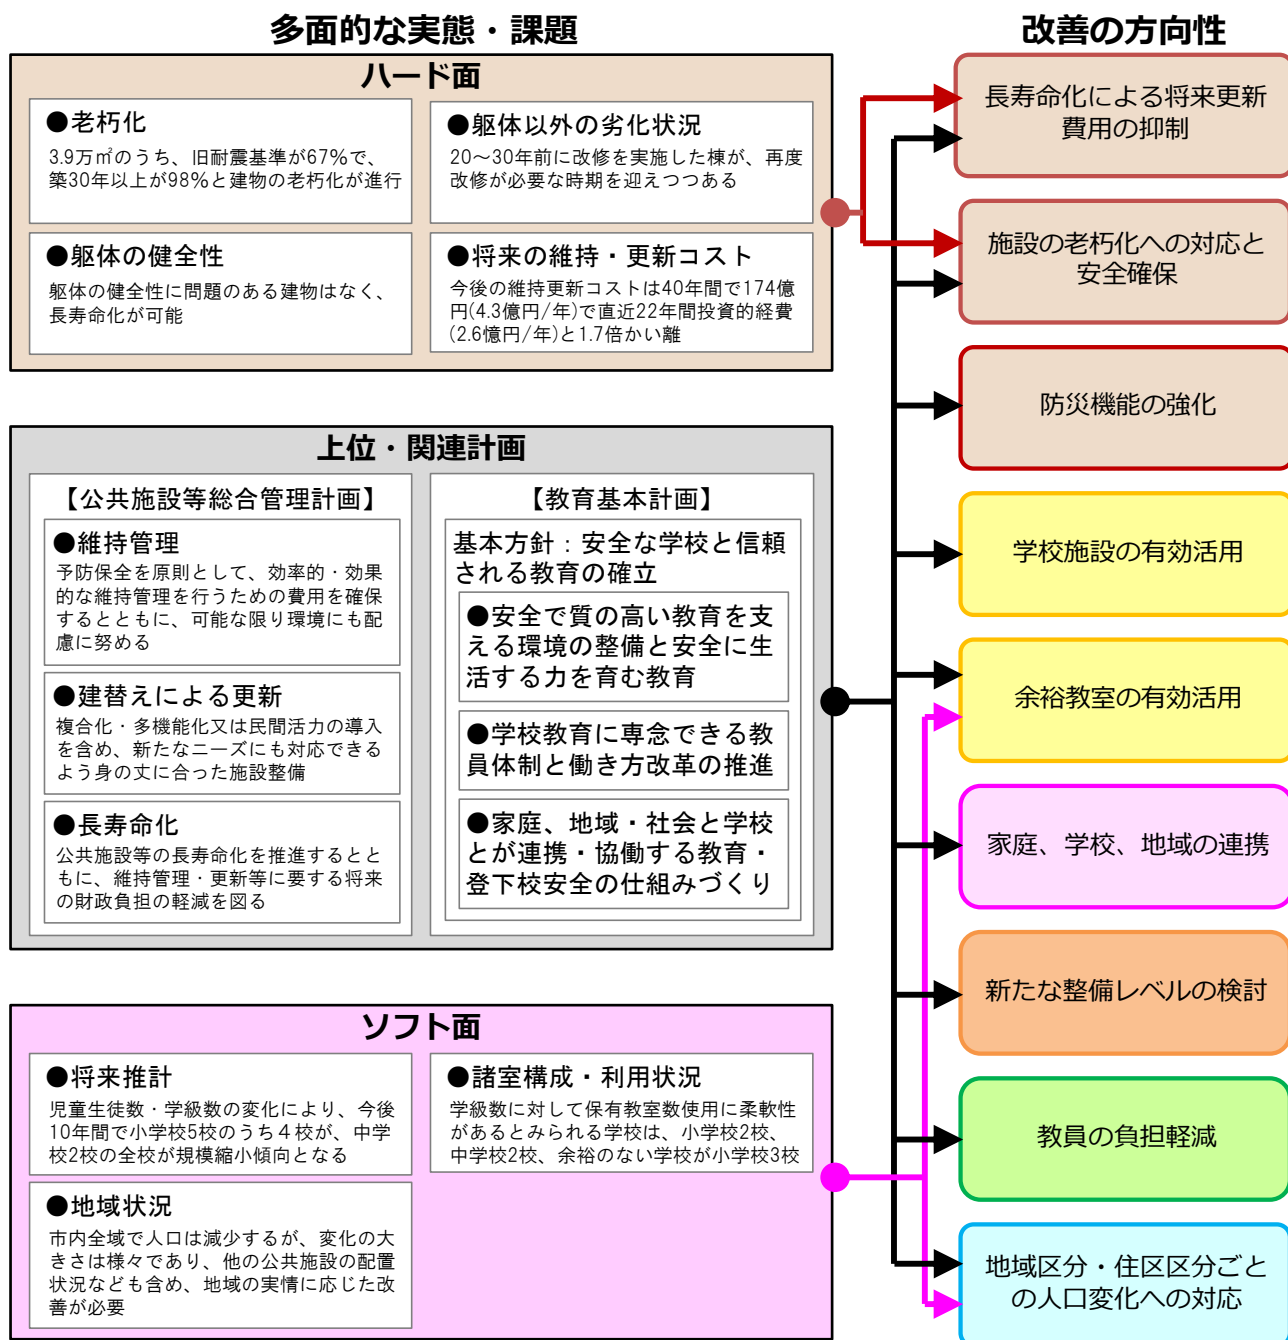 多面的な実態・課題
ハード面
●老朽化
3.9万㎡のうち、旧耐震基準が67％で、
築30年以上が98％と建物の老朽化が進行
●躯体以外の劣化状況
20～30年前に改修を実施した棟が、再度
改修が必要な時期を迎えつつある
●躯体の健全性
躯体の健全性に問題のある建物はなく、
長寿命化が可能
●将来の維持・更新コスト
今後の維持更新コストは40年間で174億
円(4.3億円/年)で直近22年間投資的経費
(2.6憶円/年)と1.7倍かい離
上位・関連計画
【公共施設等総合管理計画】
●維持管理
予防保全を原則として、効率的・効果
的な維持管理を行うための費用を確保
するとともに、可能な限り環境にも配
慮に努める
●建替えによる更新
複合化・多機能化又は民間活力の導入
を含め、新たなニーズにも対応できる
よう身の丈に合った施設整備
●長寿命化
公共施設等の長寿命化を推進するとと
もに、維持管理・更新等に要する将来
の財政負担の軽減を図る
【教育基本計画】
基本方針：安全な学校と信頼
される教育の確立
●安全で質の高い教育を支
える環境の整備と安全に生
活する力を育む教育
●学校教育に専念できる教
員体制と働き方改革の推進
●家庭、地域・社会と学校
とが連携・協働する教育・
登下校安全の仕組みづくり
ソフト面
●将来推計
児童生徒数・学級数の変化により、今後
10年間で小学校5校のうち４校が、中学
校2校の全校が規模縮小傾向となる
●諸室構成・利用状況
学級数に対して保有教室数使用に柔軟性
があるとみられる学校は、小学校2校、
中学校2校、余裕のない学校が小学校3校
●地域状況
市内全域で人口は減少するが、変化の大
きさは様々であり、他の公共施設の配置
状況なども含め、地域の実情に応じた改
善が必要
改善の方向性
長寿命化による将来更新
費用の抑制
施設の老朽化への対応と
安全確保
防災機能の強化
学校施設の有効活用
余裕教室の有効活用
家庭、学校、地域の連携
新たな整備レベルの検討
教員の負担軽減
地域区分・住区区分ごと
の人口変化への対応